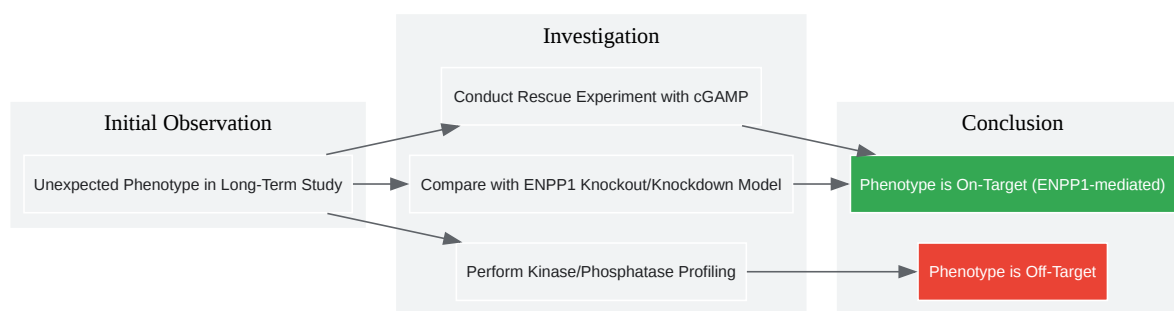 Initial Observation
Unexpected Phenotype in Long-Term Study
Investigation
Conduct Rescue Experiment with cGAMP
Compare with ENPP1 Knockout/Knockdown Model
Perform Kinase/Phosphatase Profiling
Conclusion
Phenotype is On-Target (ENPP1-mediated)
Phenotype is Off-Target